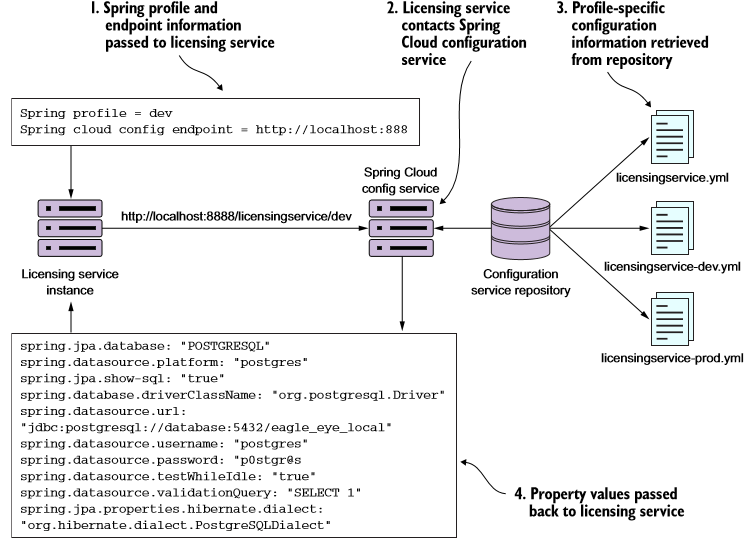 1. Spring profile and
endpoint information
passed to licensing service
2. Licensing service
contacts Spring
Cloud configuration
service
3. Profile-specific
configuration
information retrieved
from repository
Spring profile = dev
Spring cloud config endpoint = http://localhost:888
Spring Cloud
config service
licensingservice.yml
http://localhost:8888/licensingservice/dev
Licensing service
instance
Configuration
service repository
licensingservice-dev.yml
licensingservice-prod.yml
spring.jpa.database: "POSTGRESQL"
spring.datasource.platform: "postgres"
spring.jpa.show-sql: "true"
spring.database.driverClassName: "org.postgresql.Driver"
spring.datasource.url:
"jdbc:postgresql://database:5432/eagle_eye_local"
spring.datasource.username: "postgres"
spring.datasource.password: "p0stgr@s
spring.datasource.testWhileIdle: "true"
spring.datasource.validationQuery: "SELECT 1"
spring.jpa.properties.hibernate.dialect:
"org.hibernate.dialect.PostgreSQLDialect"
4. Property values passed
back to licensing service